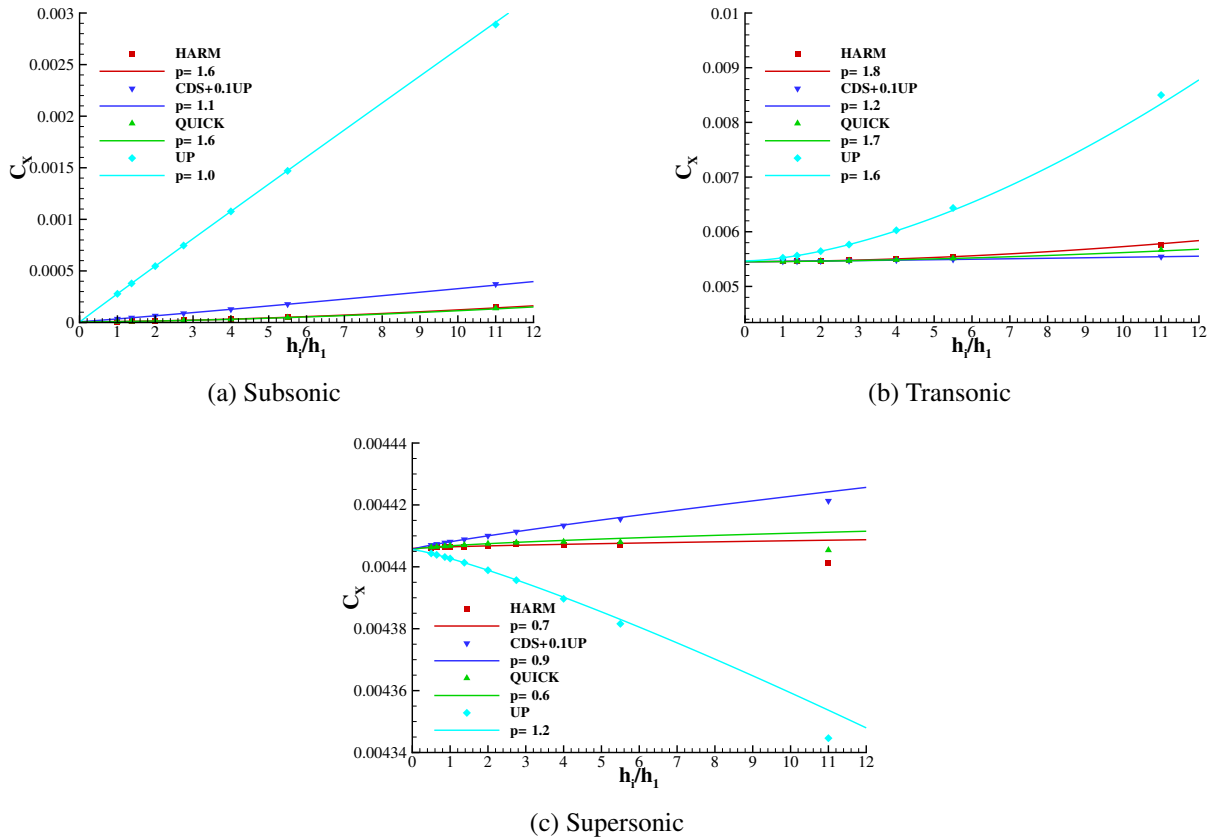 0.003
0.0025
0.002
0.0015
0.001
0.0005
0
C_X
HARM
p= 1.6
CDS+0.1UP
p= 1.1
QUICK
p= 1.6
UP
p= 1.0
0 1 2 3 4 5 6 7 8 9 10 11 12
h_i/h_1
(a) Subsonic
0.01
0.009
0.008
0.007
0.006
0.005
C_X
HARM
p= 1.8
CDS+0.1UP
p= 1.2
QUICK
p= 1.7
UP
p= 1.6
0 1 2 3 4 5 6 7 8 9 10 11 12
h_i/h_1
(b) Transonic
0.00444
0.00442
0.0044
0.00438
0.00436
0.00434
C_X
HARM
p= 0.7
CDS+0.1UP
p= 0.9
QUICK
p= 0.6
UP
p= 1.2
1 2 3 4 5 6 7 8 9 10 11 12
h_i/h_1
(c) Supersonic